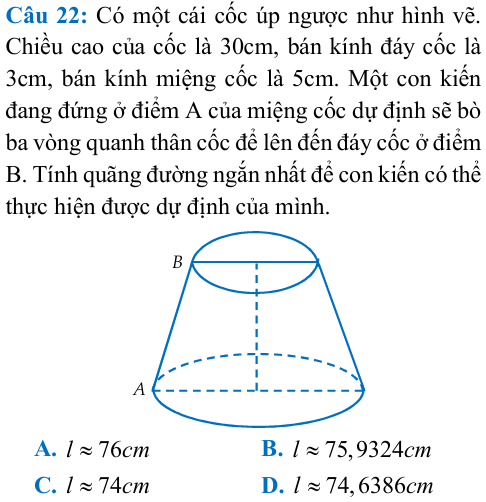 Câu 22: Có một cái cốc úp ngược như hình vẽ.
Chiều cao của cốc là 30cm, bán kính đáy cốc là
3cm, bán kính miệng cốc là 5cm. Một con kiến
đang đứng ở điểm A của miệng cốc dự định sẽ bò
ba vòng quanh thân cốc để lên đến đáy cốc ở điểm
B. Tính quãng đường ngắn nhất để con kiến có thể
thực hiện được dự định của mình.
B
A
A. l ≈ 76cm B. l ≈ 75,9324cm
C. l ≈ 74cm D. l ≈ 74,6386cm